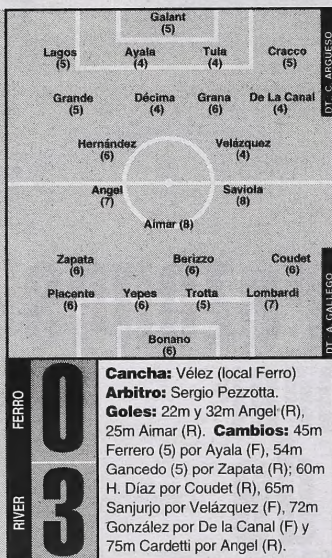 Galant
(5)
Lagos Ayala Tula Cracco
(5) (4) (4) (5)
DT. C. ARGÜESO
Grande Décima Grana De La Canal
(5) (4) (6) (4)
Hernández Velázquez
(6) (4)
Angel Saviola
(7) (8)
Aimar (8)
Zapata Berizzo Coudet
(6) (6) (6)
Placente Yepes Trotta Lombardi
(6) (6) (5) (7)
DT. A. GALLEGO
Bonano
(6)
FERRO 0
RIVER 3
Cancha: Vélez (local Ferro)
Arbitro: Sergio Pezzotta.
Goles: 22m y 32m Angel (R),
25m Aimar (R). Cambios: 45m
Ferrero (5) por Ayala (F), 54m
Gancedo (5) por Zapata (R); 60m
H. Díaz por Coudet (R), 65m
Sanjurjo por Velázquez (F), 72m
González por De la Canal (F) y
75m Cardetti por Angel (R).